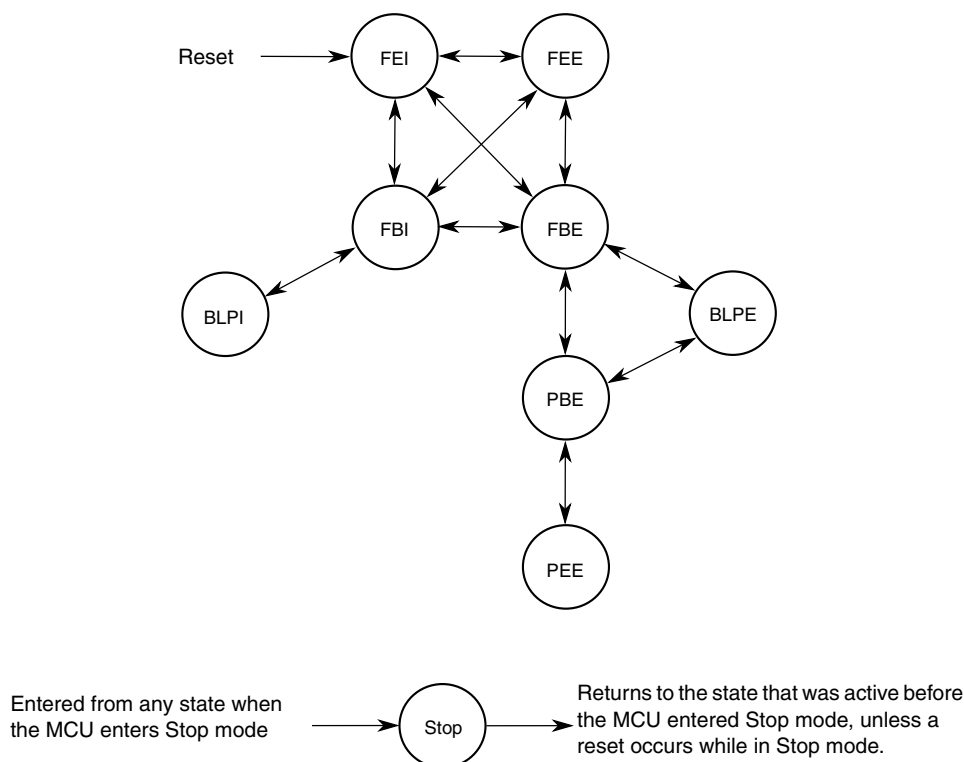 Reset
FEI
FEE
FBI
FBE
BLPI
BLPE
PBE
PEE
Entered from any state when
the MCU enters Stop mode
Stop
Returns to the state that was active before
the MCU entered Stop mode, unless a
reset occurs while in Stop mode.